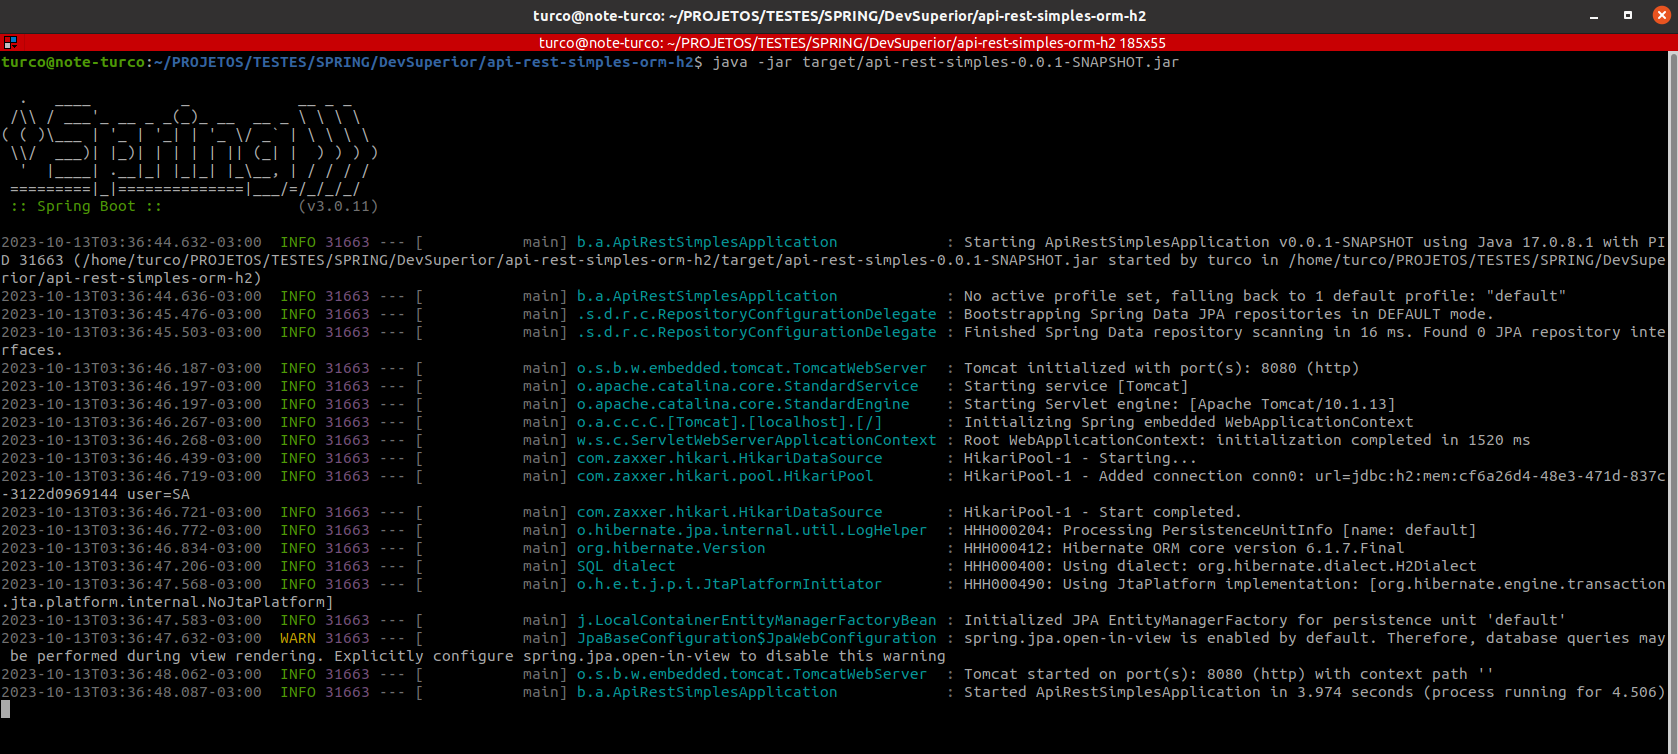 turco@note-turco: ~/PROJETOS/TESTES/SPRING/DevSuperior/api-rest-simples-orm-h2
turco@note-turco: ~/PROJETOS/TESTES/SPRING/DevSuperior/api-rest-simples-orm-h2 185x55
turco@note-turco:~/PROJETOS/TESTES/SPRING/DevSuperior/api-rest-simples-orm-h2$ java -jar target/api-rest-simples-0.0.1-SNAPSHOT.jar
  .   ____          _            __ _ _
 /\\ / ___'_ __ _ _(_)_ __  __ _ \ \ \ \
( ( )\___ | '_ | '_| | '_ \/ _` | \ \ \ \
 \\/  ___)| |_)| | | | | || (_| |  ) ) ) )
  '  |____| .__|_| |_|_| |_\__, | / / / /
 =========|_|==============|___/=/_/_/_/
 :: Spring Boot ::               (v3.0.11)
2023-10-13T03:36:44.632-03:00  INFO 31663 --- [           main] b.a.ApiRestSimplesApplication            : Starting ApiRestSimplesApplication v0.0.1-SNAPSHOT using Java 17.0.8.1 with PI
D 31663 (/home/turco/PROJETOS/TESTES/SPRING/DevSuperior/api-rest-simples-orm-h2/target/api-rest-simples-0.0.1-SNAPSHOT.jar started by turco in /home/turco/PROJETOS/TESTES/SPRING/DevSupe
rior/api-rest-simples-orm-h2)
2023-10-13T03:36:44.636-03:00  INFO 31663 --- [           main] b.a.ApiRestSimplesApplication            : No active profile set, falling back to 1 default profile: "default"
2023-10-13T03:36:45.476-03:00  INFO 31663 --- [           main] .s.d.r.c.RepositoryConfigurationDelegate : Bootstrapping Spring Data JPA repositories in DEFAULT mode.
2023-10-13T03:36:45.503-03:00  INFO 31663 --- [           main] .s.d.r.c.RepositoryConfigurationDelegate : Finished Spring Data repository scanning in 16 ms. Found 0 JPA repository inte
rfaces.
2023-10-13T03:36:46.187-03:00  INFO 31663 --- [           main] o.s.b.w.embedded.tomcat.TomcatWebServer  : Tomcat initialized with port(s): 8080 (http)
2023-10-13T03:36:46.197-03:00  INFO 31663 --- [           main] o.apache.catalina.core.StandardService   : Starting service [Tomcat]
2023-10-13T03:36:46.197-03:00  INFO 31663 --- [           main] o.apache.catalina.core.StandardEngine    : Starting Servlet engine: [Apache Tomcat/10.1.13]
2023-10-13T03:36:46.267-03:00  INFO 31663 --- [           main] o.a.c.c.C.[Tomcat].[localhost].[/]       : Initializing Spring embedded WebApplicationContext
2023-10-13T03:36:46.268-03:00  INFO 31663 --- [           main] w.s.c.ServletWebServerApplicationContext : Root WebApplicationContext: initialization completed in 1520 ms
2023-10-13T03:36:46.439-03:00  INFO 31663 --- [           main] com.zaxxer.hikari.HikariDataSource       : HikariPool-1 - Starting...
2023-10-13T03:36:46.719-03:00  INFO 31663 --- [           main] com.zaxxer.hikari.pool.HikariPool        : HikariPool-1 - Added connection conn0: url=jdbc:h2:mem:cf6a26d4-48e3-471d-837c
-3122d0969144 user=SA
2023-10-13T03:36:46.721-03:00  INFO 31663 --- [           main] com.zaxxer.hikari.HikariDataSource       : HikariPool-1 - Start completed.
2023-10-13T03:36:46.772-03:00  INFO 31663 --- [           main] o.hibernate.jpa.internal.util.LogHelper  : HHH000204: Processing PersistenceUnitInfo [name: default]
2023-10-13T03:36:46.834-03:00  INFO 31663 --- [           main] org.hibernate.Version                    : HHH000412: Hibernate ORM core version 6.1.7.Final
2023-10-13T03:36:47.206-03:00  INFO 31663 --- [           main] SQL dialect                              : HHH000400: Using dialect: org.hibernate.dialect.H2Dialect
2023-10-13T03:36:47.568-03:00  INFO 31663 --- [           main] o.h.e.t.j.p.i.JtaPlatformInitiator       : HHH000490: Using JtaPlatform implementation: [org.hibernate.engine.transaction
.jta.platform.internal.NoJtaPlatform]
2023-10-13T03:36:47.583-03:00  INFO 31663 --- [           main] j.LocalContainerEntityManagerFactoryBean : Initialized JPA EntityManagerFactory for persistence unit 'default'
2023-10-13T03:36:47.632-03:00  WARN 31663 --- [           main] JpaBaseConfiguration$JpaWebConfiguration : spring.jpa.open-in-view is enabled by default. Therefore, database queries may
 be performed during view rendering. Explicitly configure spring.jpa.open-in-view to disable this warning
2023-10-13T03:36:48.062-03:00  INFO 31663 --- [           main] o.s.b.w.embedded.tomcat.TomcatWebServer  : Tomcat started on port(s): 8080 (http) with context path ''
2023-10-13T03:36:48.087-03:00  INFO 31663 --- [           main] b.a.ApiRestSimplesApplication            : Started ApiRestSimplesApplication in 3.974 seconds (process running for 4.506)